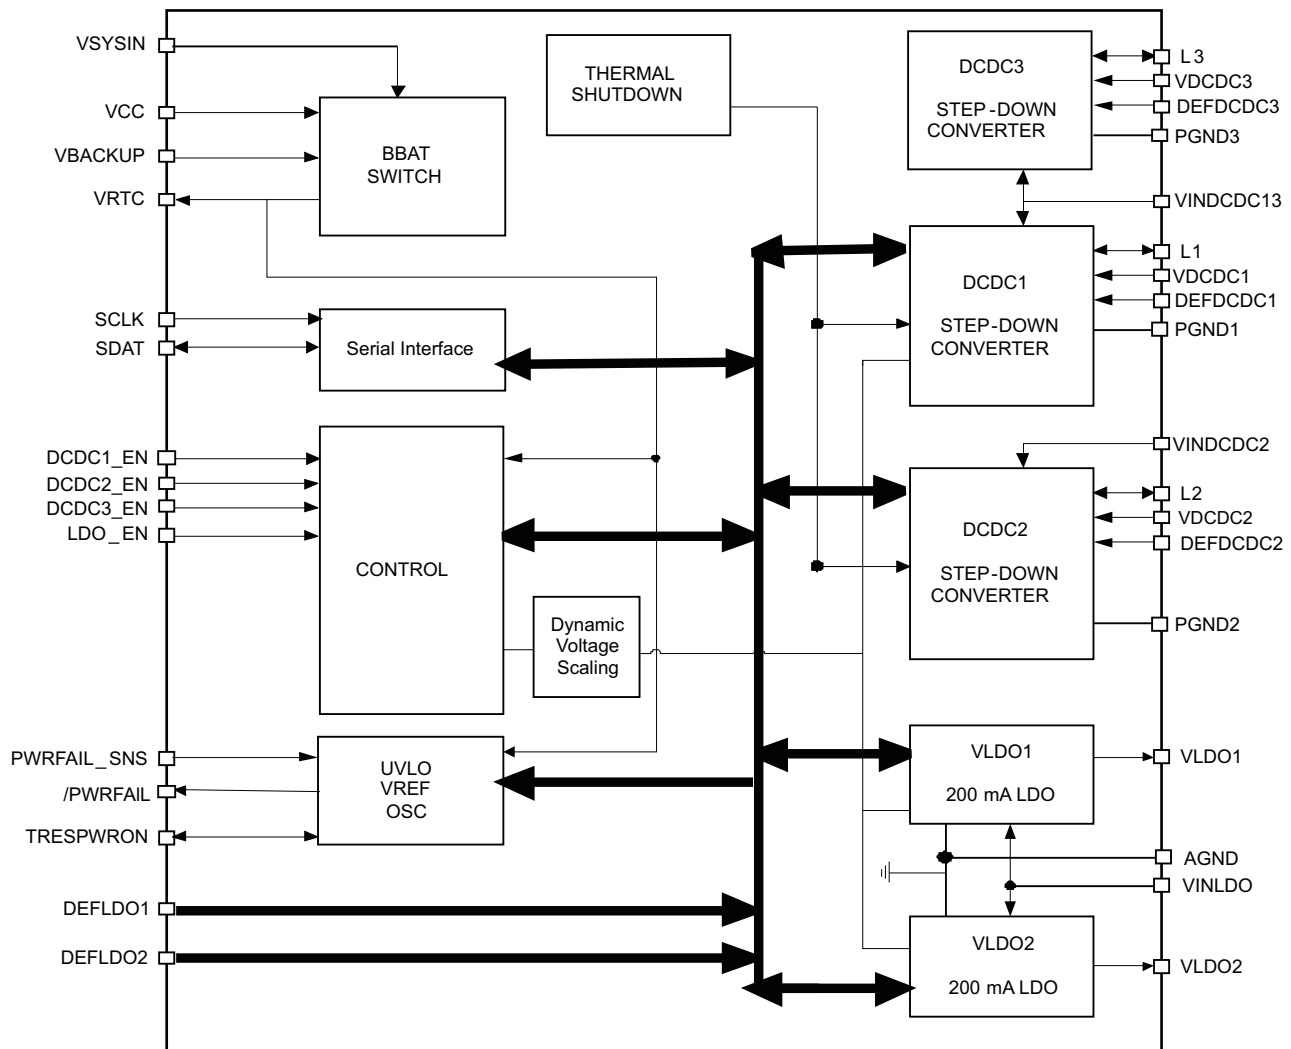 VSYSIN
VCC
VBACKUP
VRTC
SCLK
SDAT
DCDC1_EN
DCDC2_EN
DCDC3_EN
LDO_EN
PWRFAIL_SNS
/PWRFAIL
TRESPWRON
DEFLDO1
DEFLDO2
BBAT
SWITCH
Serial Interface
CONTROL
UVLO
VREF
OSC
THERMAL
SHUTDOWN
Dynamic
Voltage
Scaling
DCDC3
STEP-DOWN
CONVERTER
DCDC1
STEP-DOWN
CONVERTER
DCDC2
STEP-DOWN
CONVERTER
VLDO1
200 mA LDO
VLDO2
200 mA LDO
L3
VDCDC3
DEFDCDC3
PGND3
VINDCDC13
L1
VDCDC1
DEFDCDC1
PGND1
VINDCDC2
L2
VDCDC2
DEFDCDC2
PGND2
VLDO1
AGND
VINLDO
VLDO2